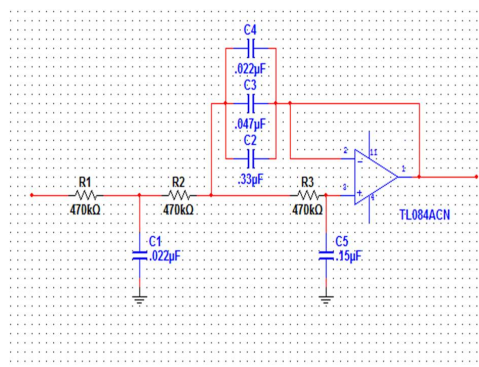 C4
.022µF
C3
.047µF
C2
.33µF
2
11
1
R1
R2
R3
3
470kΩ
470kΩ
470kΩ
4
TL084ACN
C1
.022µF
C5
.15µF